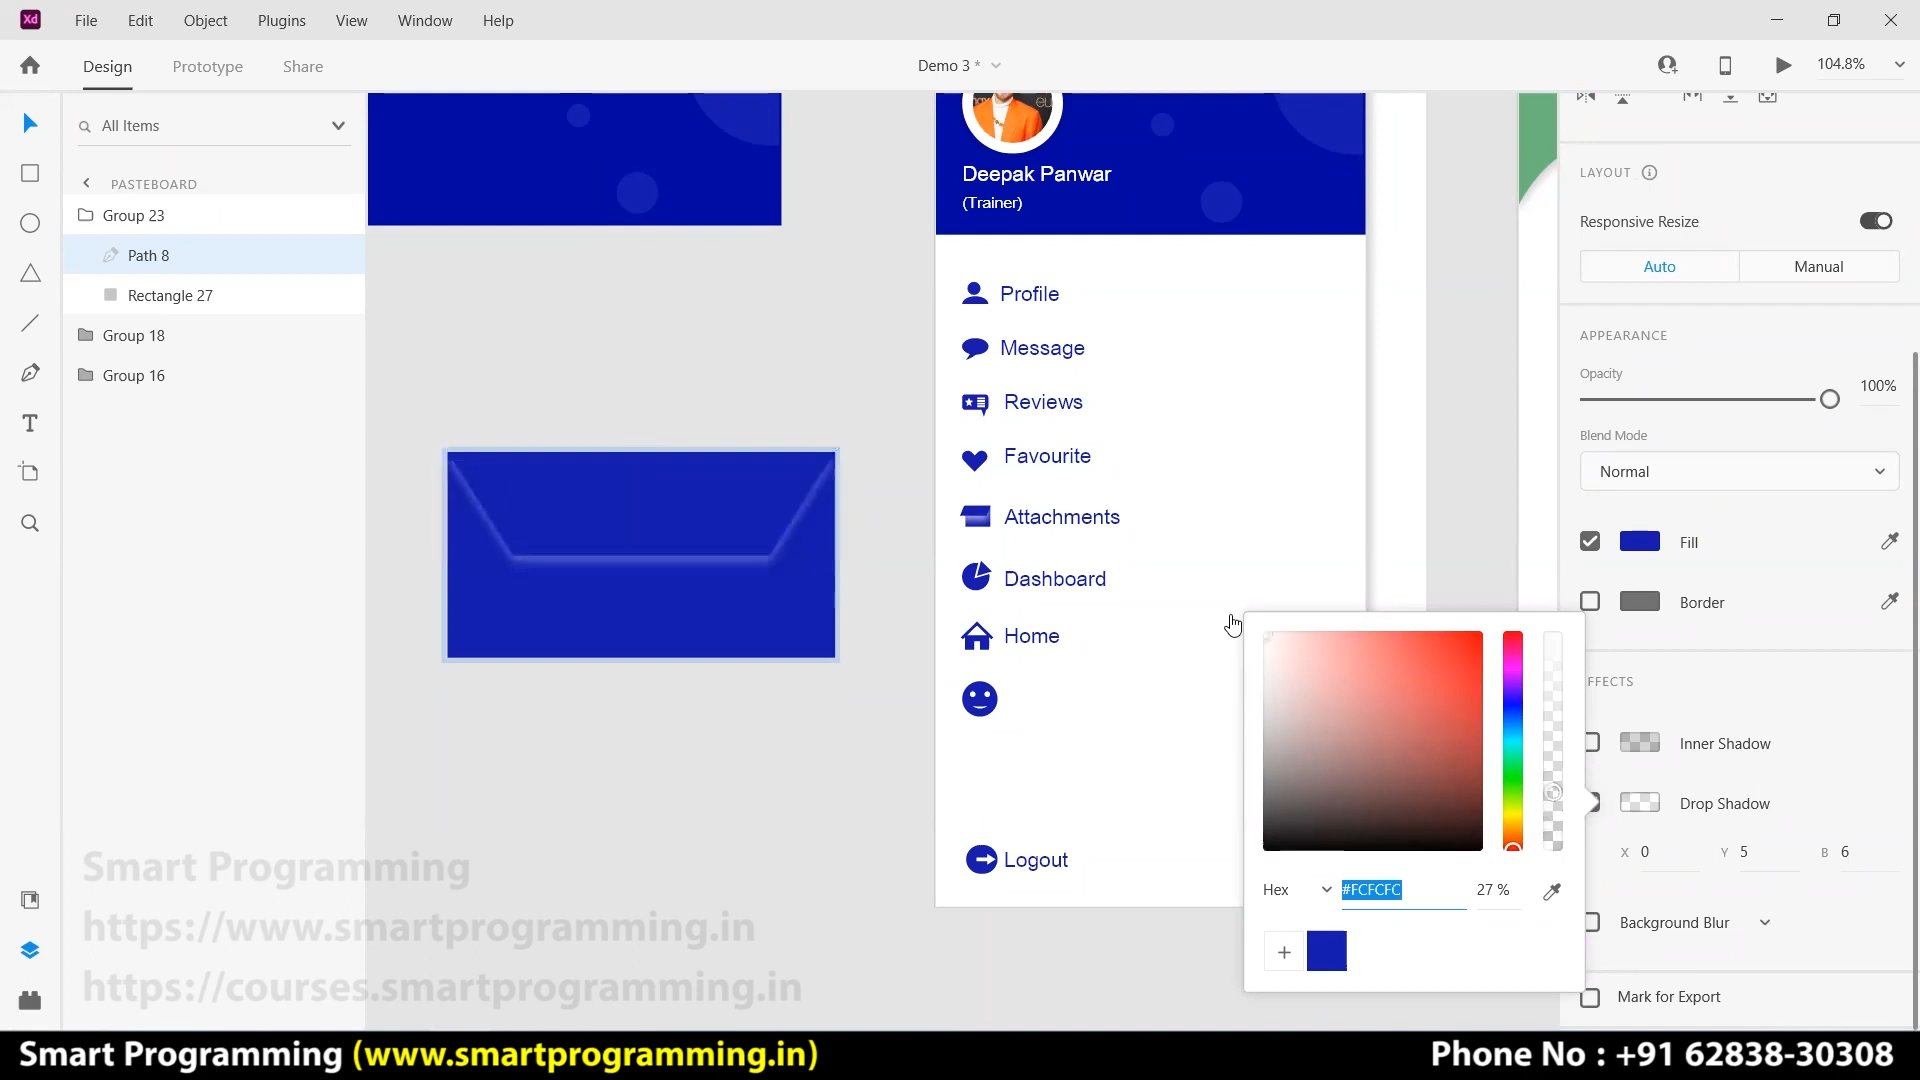 Xd File Edit Object Plugins View Window Help
Design Prototype Share Demo 3 * 104.8%
All Items
PASTEBOARD
Group 23
Path 8
Rectangle 27
Group 18
Group 16
Deepak Panwar
(Trainer)
Profile
Message
Reviews
Favourite
Attachments
Dashboard
Home
Logout
LAYOUT
Responsive Resize
Auto Manual
APPEARANCE
Opacity
100%
Blend Mode
Normal
Fill
Border
FFECTS
Inner Shadow
Drop Shadow
X 0 Y 5 B 6
Background Blur
Mark for Export
Hex #FCFCFC 27 %
+
Smart Programming
https://www.smartprogramming.in
https://courses.smartprogramming.in
Smart Programming (www.smartprogramming.in) Phone No : +91 62838-30308